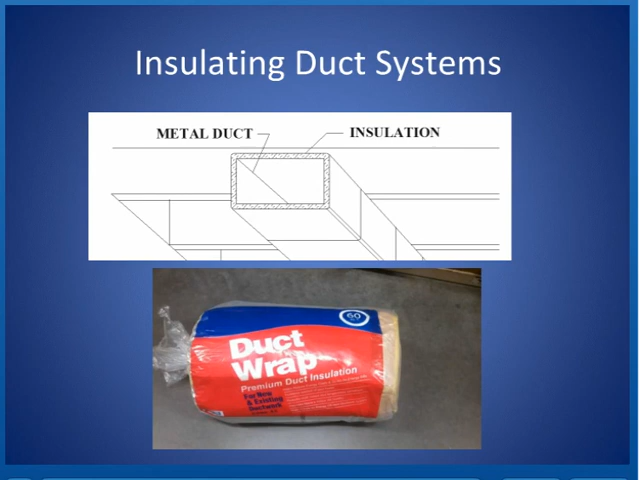 Insulating Duct Systems
METAL DUCT
INSULATION
60
Duct
Wrap
Premium Duct Insulation
For New
& Existing
Ductwork